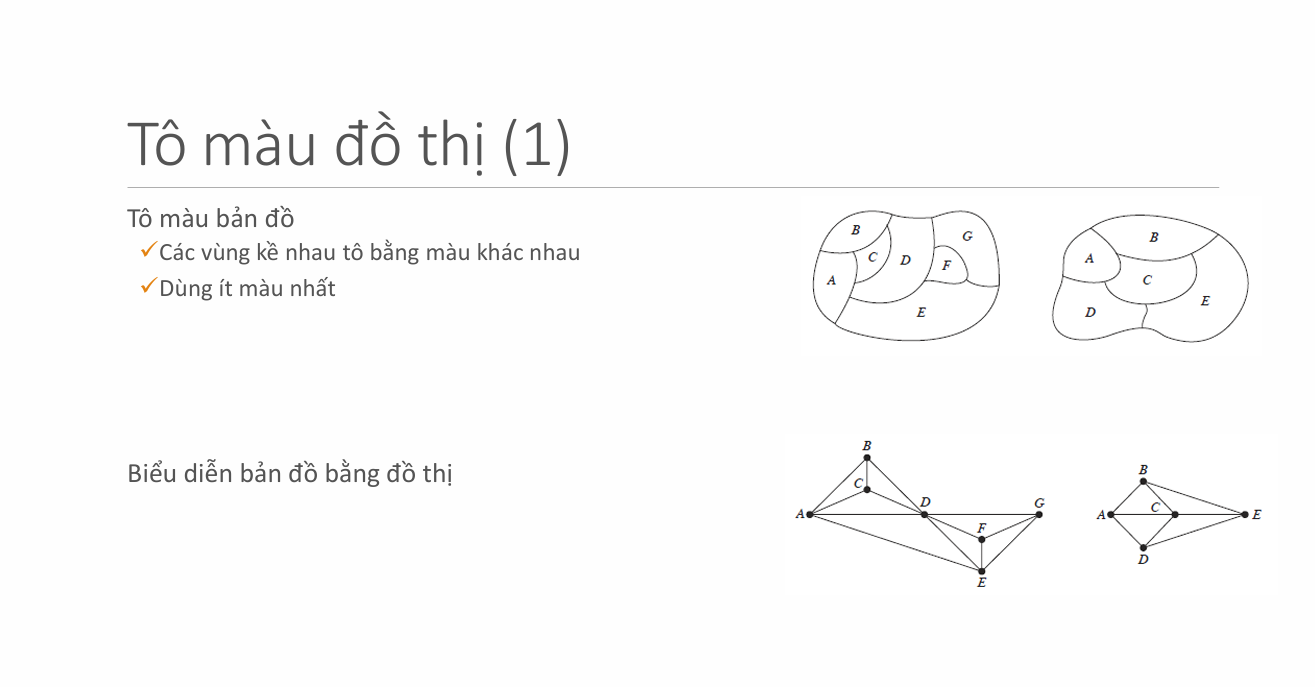 Tô màu đồ thị (1)
Tô màu bản đồ
✓Các vùng kề nhau tô bằng màu khác nhau
✓Dùng ít màu nhất
B
G
C
D
F
A
E
B
A
C
E
D
Biểu diễn bản đồ bằng đồ thị
B
C
A
D
G
F
E
B
A
C
E
D